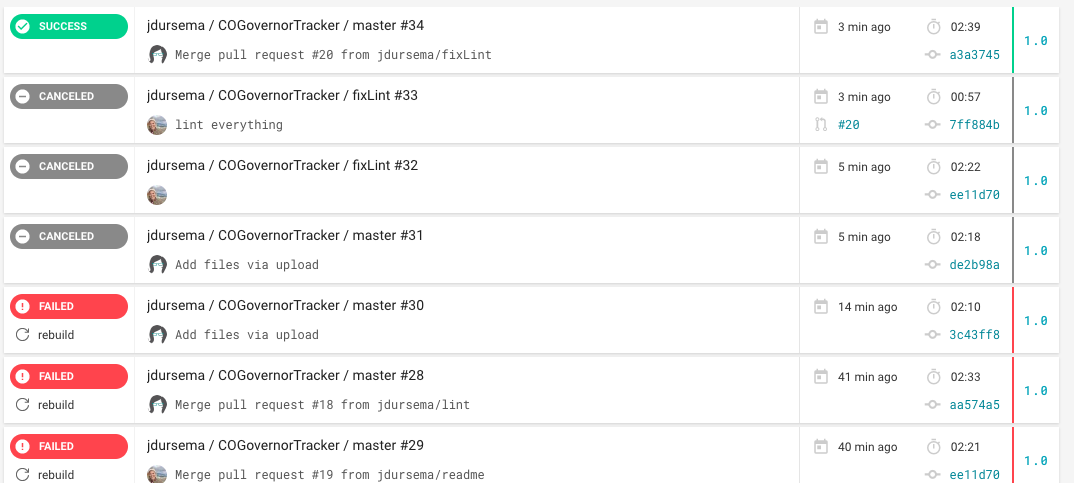 SUCCESS
jdursema / COGovernorTracker / master #34
3 min ago
02:39
1.0
Merge pull request #20 from jdursema/fixLint
a3a3745
CANCELED
jdursema / COGovernorTracker / fixLint #33
3 min ago
00:57
1.0
lint everything
#20
7ff884b
CANCELED
jdursema / COGovernorTracker / fixLint #32
5 min ago
02:22
1.0
ee11d70
CANCELED
jdursema / COGovernorTracker / master #31
5 min ago
02:18
1.0
Add files via upload
de2b98a
FAILED
jdursema / COGovernorTracker / master #30
14 min ago
02:10
1.0
rebuild
Add files via upload
3c43ff8
FAILED
jdursema / COGovernorTracker / master #28
41 min ago
02:33
1.0
rebuild
Merge pull request #18 from jdursema/lint
aa574a5
FAILED
jdursema / COGovernorTracker / master #29
40 min ago
02:21
1.0
rebuild
Merge pull request #19 from jdursema/readme
ee11d70